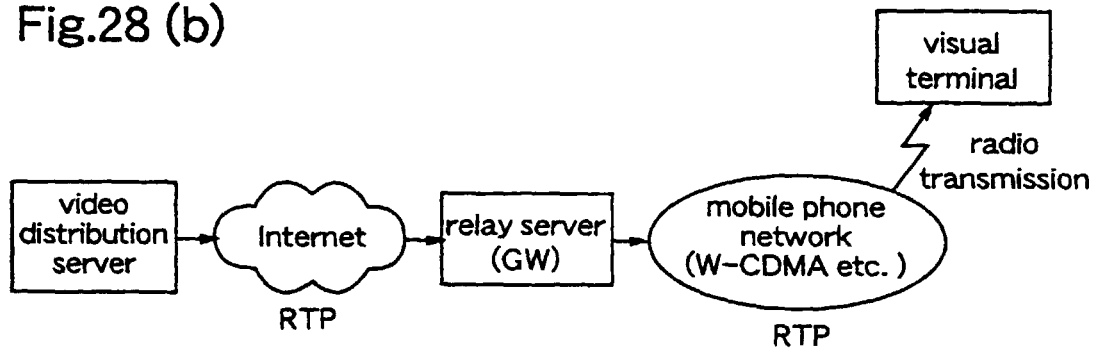 Fig.28 (b)
visual
terminal
radio
transmission
video
distribution
server
Internet
RTP
relay server
(GW)
mobile phone
network
(W-CDMA etc. )
RTP